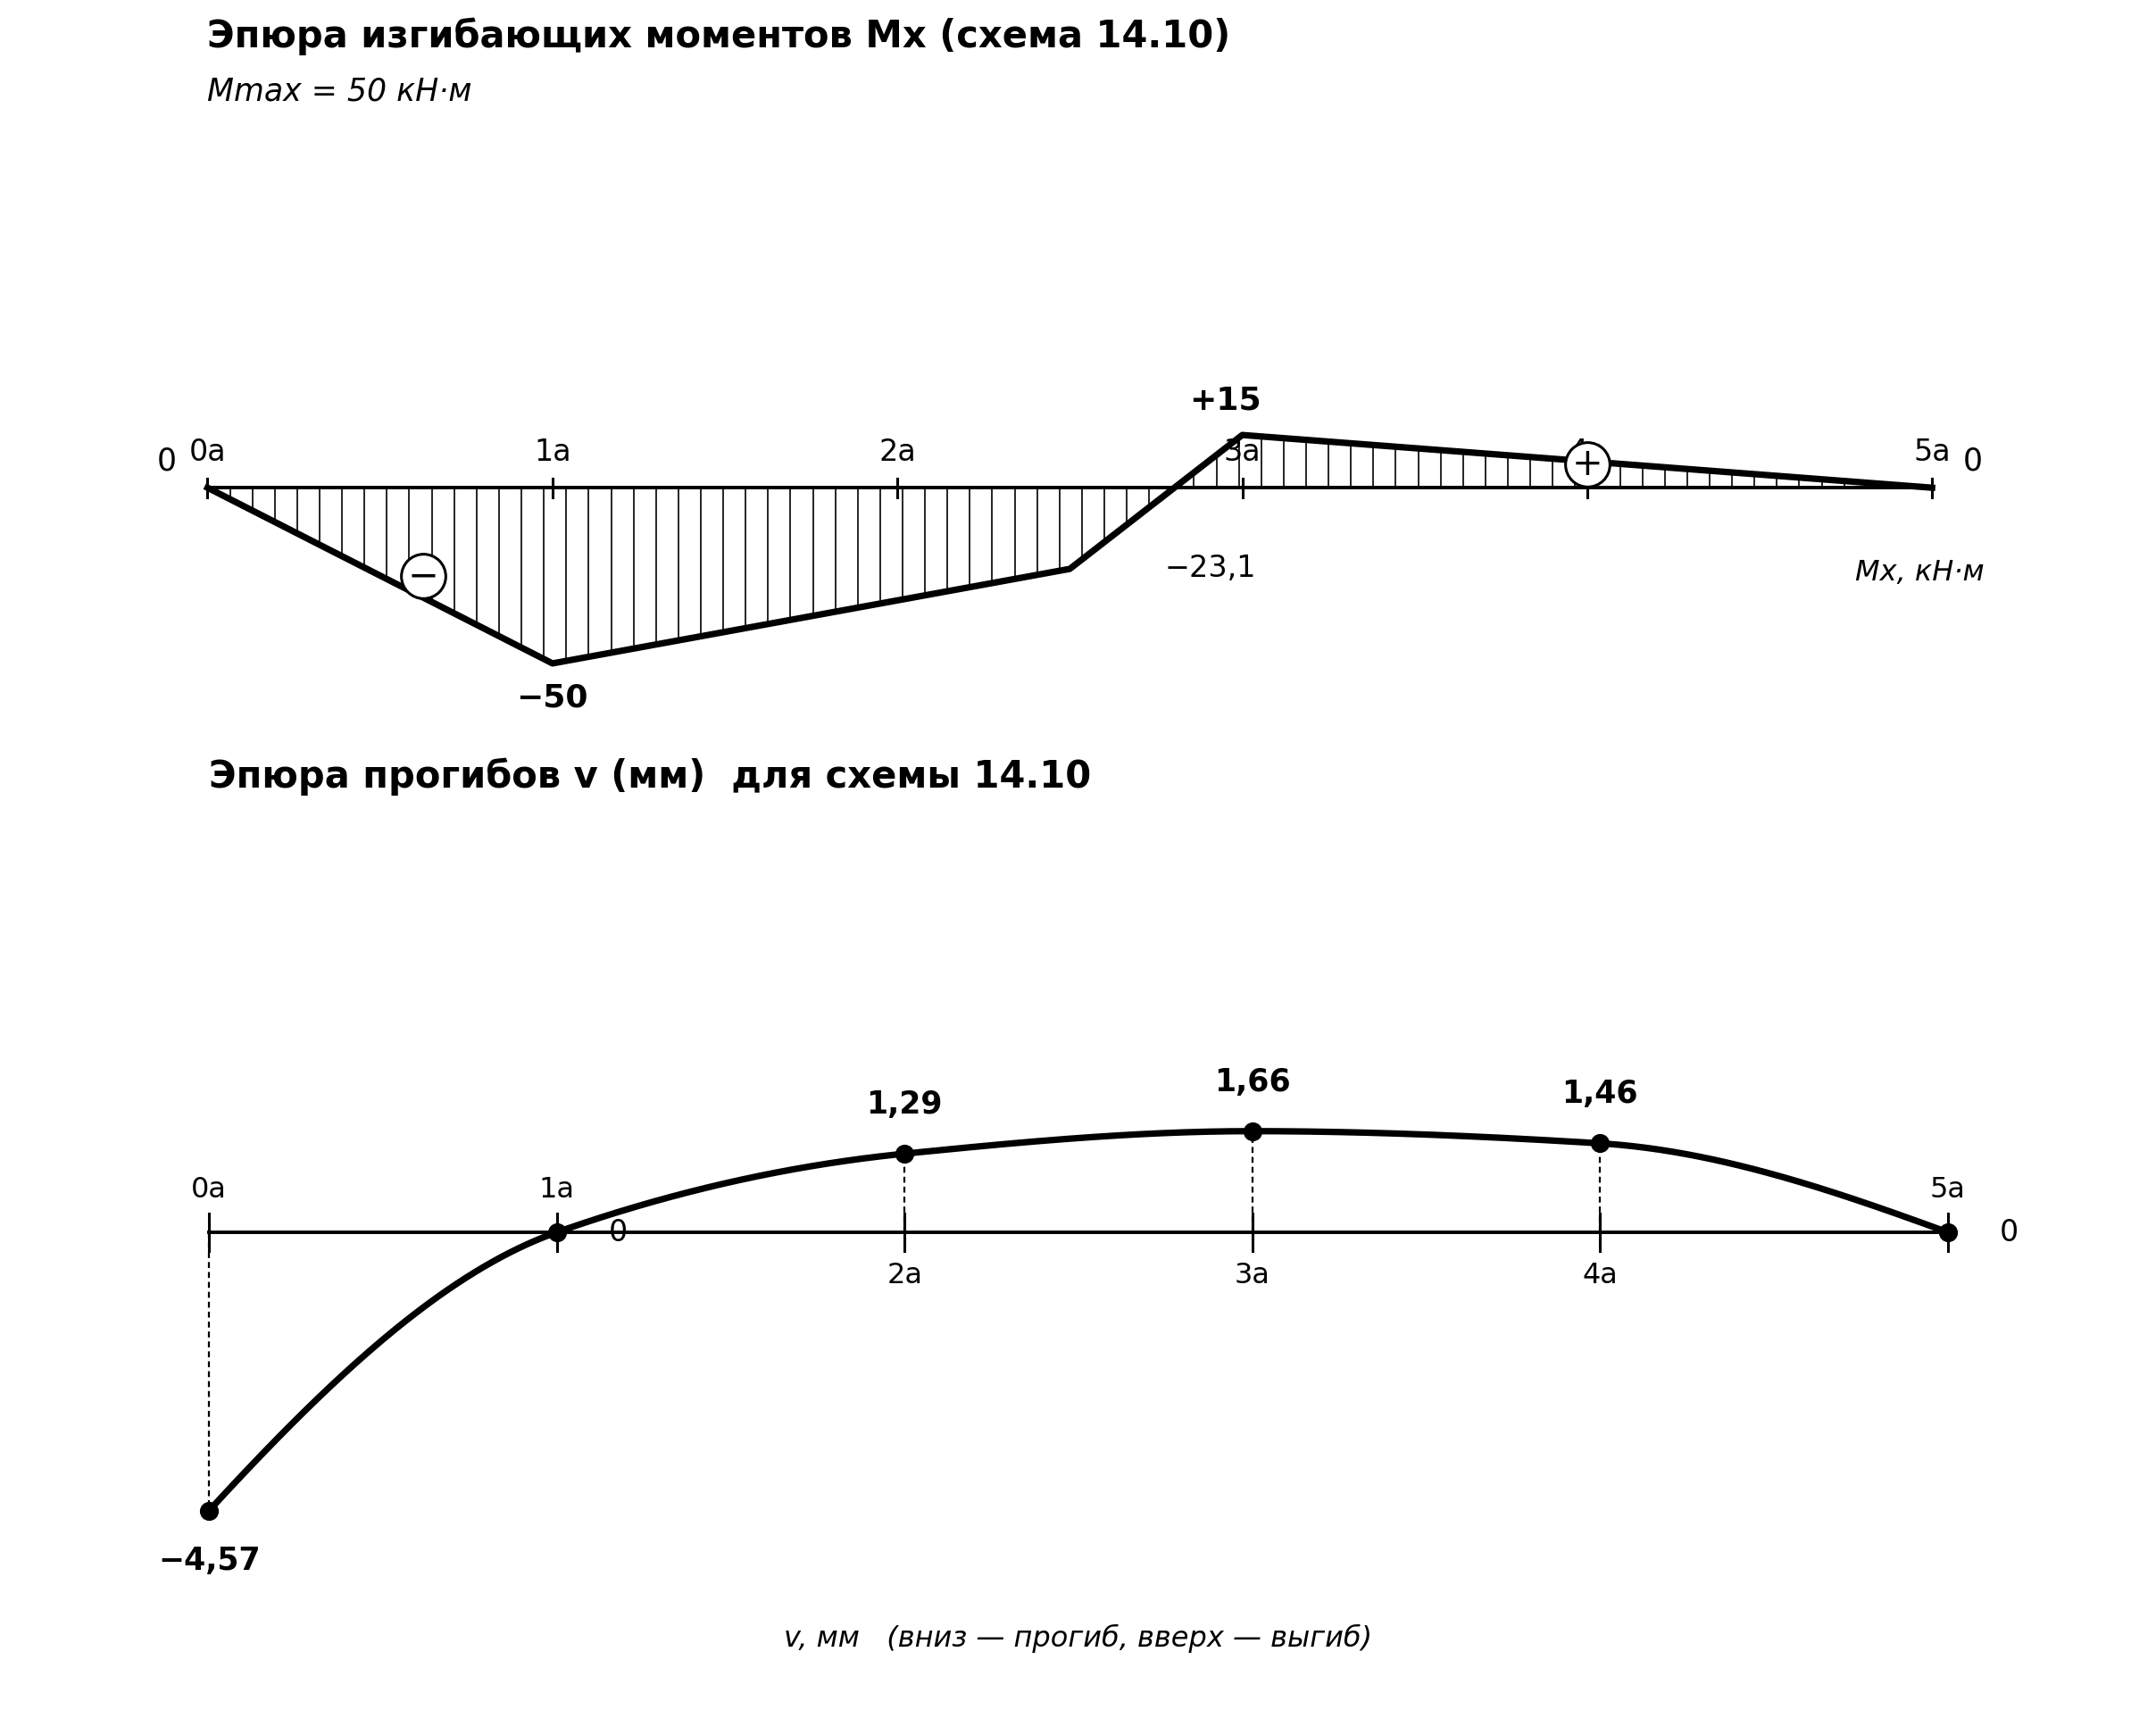 Эпюра изгибающих моментов Mx (схема 14.10)
Mmax = 50 кН·м
+15
0 0a 1a 2a 3a 5a 0
+
−
−23,1
Mx, кН·м
−50
Эпюра прогибов v (мм) для схемы 14.10
1,29 1,66 1,46
0a 1a 5a
0 0
2a 3a 4a
−4,57
v, мм (вниз — прогиб, вверх — выгиб)